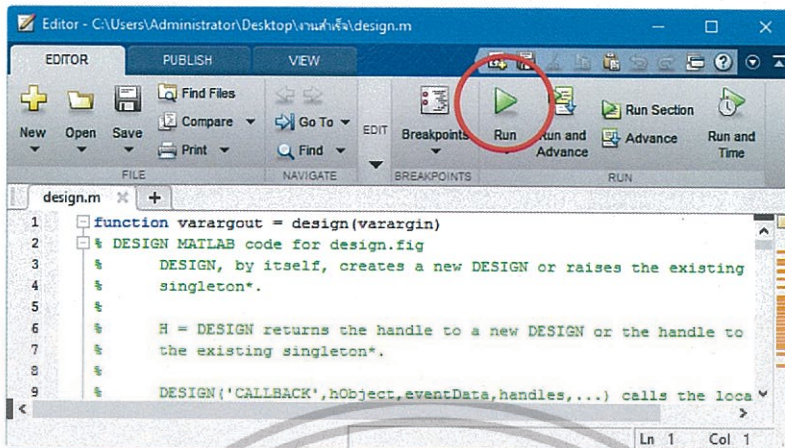 Editor - C:\Users\Administrator\Desktop\งานสำเร็จ\design.m
EDITOR PUBLISH VIEW
New Open Save Find Files Compare Print
Go To Find
EDIT
Breakpoints
Run Run and Advance Run Section Advance Run and Time
FILE NAVIGATE BREAKPOINTS RUN
design.m
1 function varargout = design(varargin)
2 % DESIGN MATLAB code for design.fig
3 % DESIGN, by itself, creates a new DESIGN or raises the existing
4 % singleton*.
5 %
6 % H = DESIGN returns the handle to a new DESIGN or the handle to
7 % the existing singleton*.
8 %
9 % DESIGN('CALLBACK',hObject,eventData,handles,...) calls the loca
Ln 1 Col 1